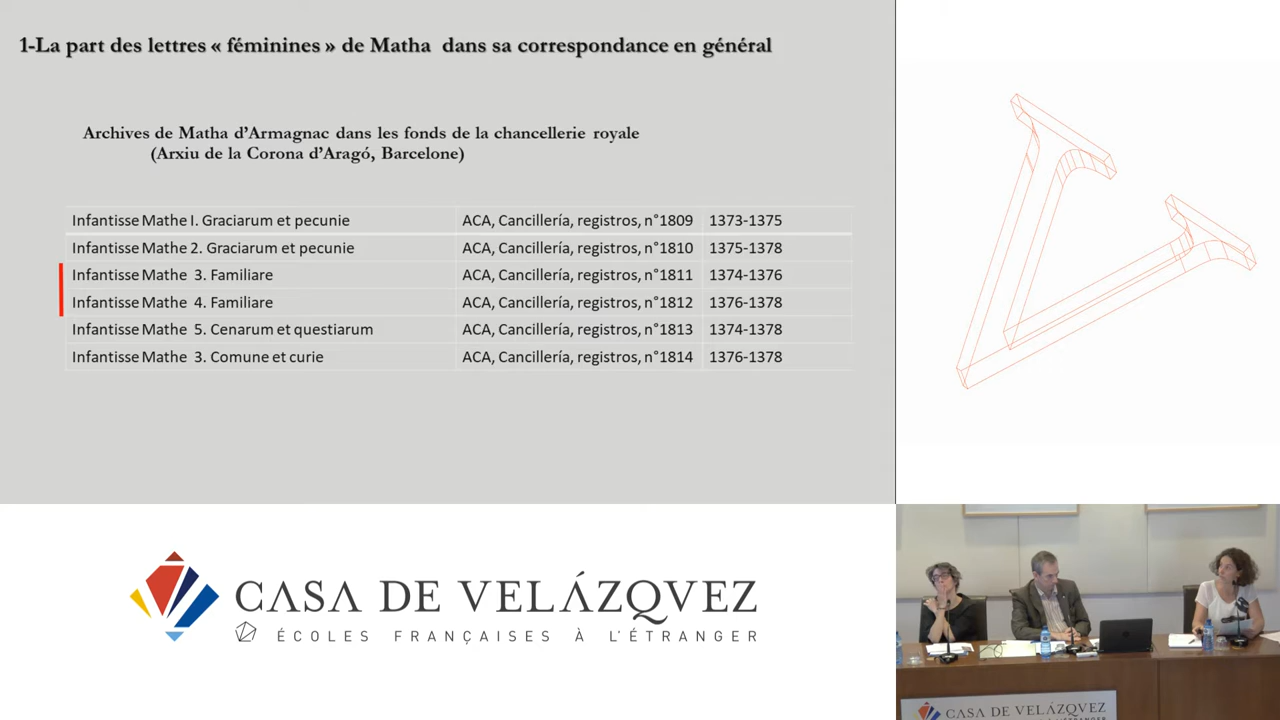 1-La part des lettres « féminines » de Matha dans sa correspondance en général
Archives de Matha d’Armagnac dans les fonds de la chancellerie royale
(Arxiu de la Corona d’Aragó, Barcelone)
Infantisse Mathe I. Graciarum et pecunie ACA, Cancillería, registros, n°1809 1373-1375
Infantisse Mathe 2. Graciarum et pecunie ACA, Cancillería, registros, n°1810 1375-1378
Infantisse Mathe 3. Familiare ACA, Cancillería, registros, n°1811 1374-1376
Infantisse Mathe 4. Familiare ACA, Cancillería, registros, n°1812 1376-1378
Infantisse Mathe 5. Cenarum et questiarum ACA, Cancillería, registros, n°1813 1374-1378
Infantisse Mathe 3. Comune et curie ACA, Cancillería, registros, n°1814 1376-1378
CASA DE VELÁZQVEZ
ÉCOLES FRANÇAISES À L'ÉTRANGER
CASA DE VELÁZQVEZ